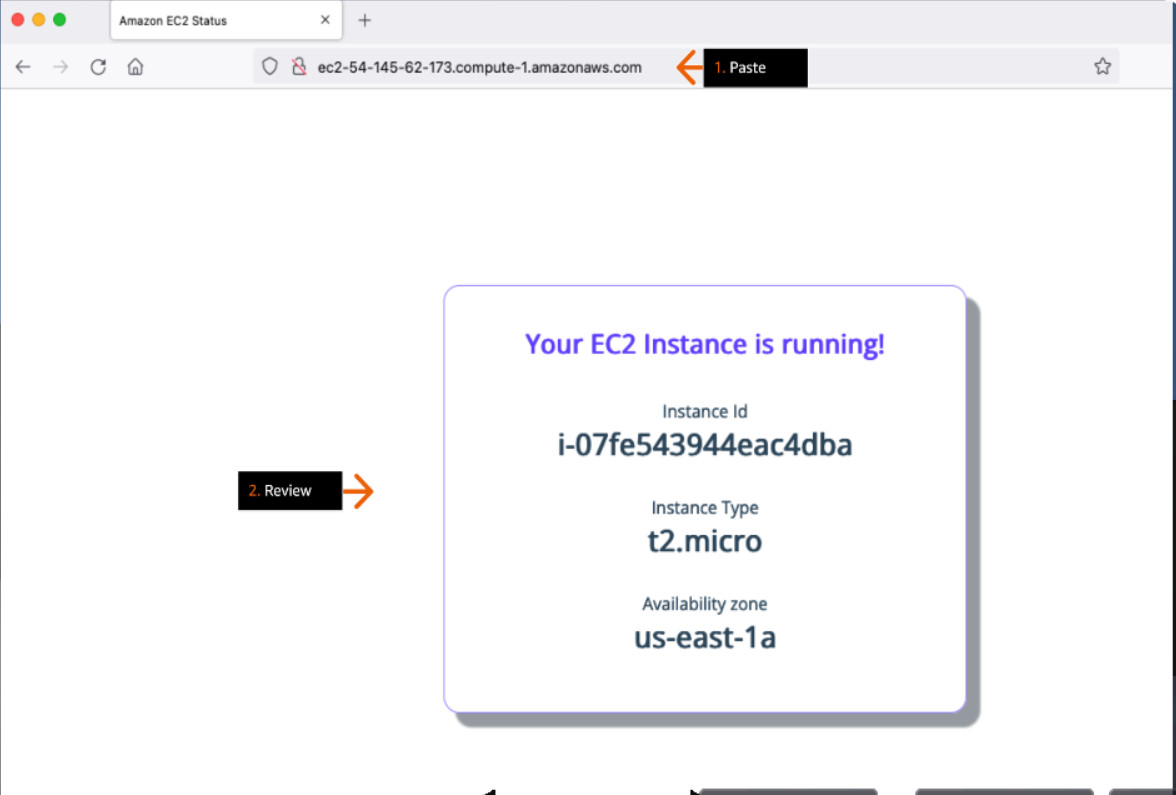 Amazon EC2 Status
ec2-54-145-62-173.compute-1.amazonaws.com
1. Paste
Your EC2 Instance is running!
Instance Id
i-07fe543944eac4dba
2. Review
Instance Type
t2.micro
Availability zone
us-east-1a